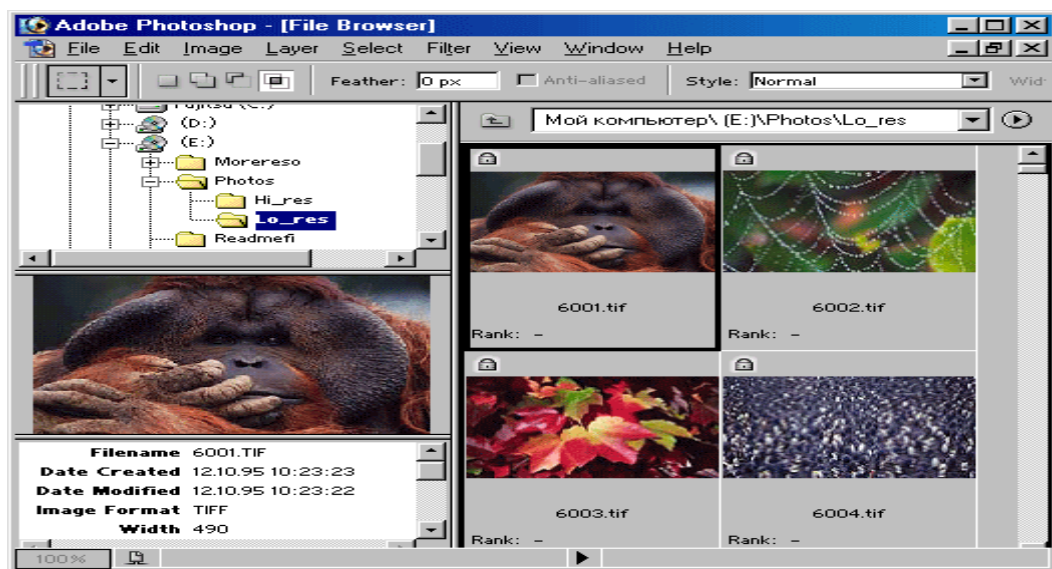 Adobe Photoshop - [File Browser]
File Edit Image Layer Select Filter View Window Help
Feather: 0 px Anti-aliased Style: Normal Wid
(D:)
(E:)
Morereso
Photos
Hi_res
Lo_res
Readmefi
Мой компьютер\ (E:)\Photos\Lo_res
6001.tif
Rank: -
6002.tif
Rank: -
6003.tif
Rank: -
6004.tif
Rank: -
Filename 6001.TIF
Date Created 12.10.95 10:23:23
Date Modified 12.10.95 10:23:22
Image Format TIFF
Width 490
100%